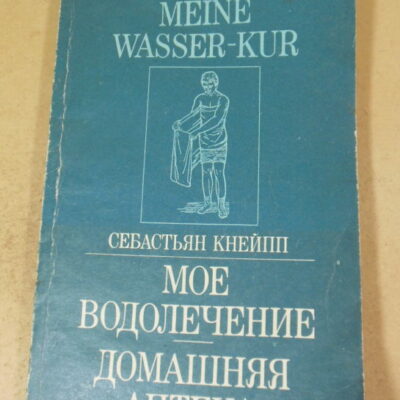 MEINE
WASSER-KUR
СЕБАСТЬЯН КНЕЙПП
МОЕ
ВОДОЛЕЧЕНИЕ
ДОМАШНЯЯ